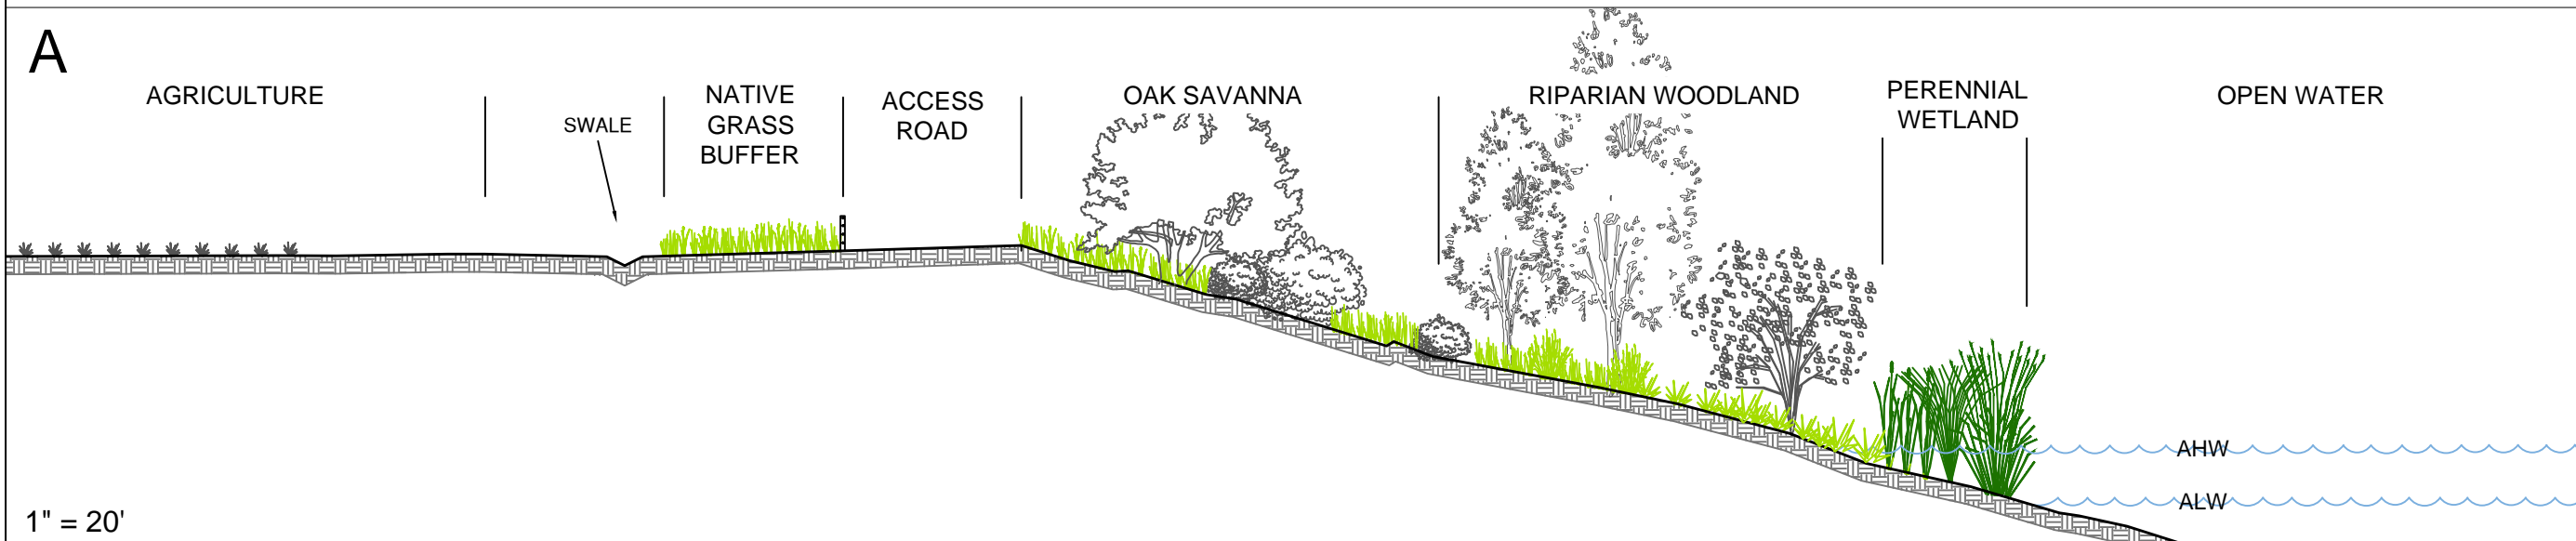 A
AGRICULTURE
SWALE
NATIVE
GRASS
BUFFER
ACCESS
ROAD
OAK SAVANNA
RIPARIAN WOODLAND
PERENNIAL
WETLAND
OPEN WATER
AHW
ALW
1" = 20'